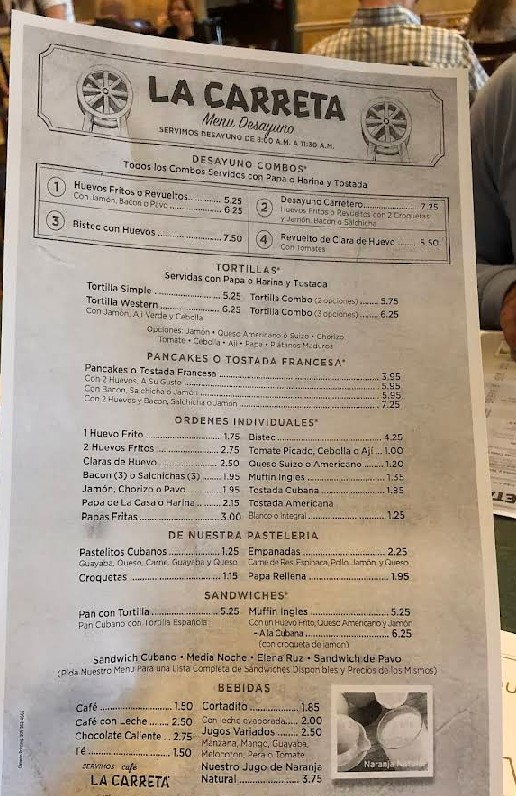 LA CARRETA
Menu Desayuno
SERVIMOS DESAYUNO DE 3:00 A.M. A 11:30 A.M.
DESAYUNO COMBOS*
Todos los Combos Servidos con Papa o Harina y Tostada
1 Huevos Fritos o Revueltos 5.25
Con Jamón, Bacon o Pavo 6.25
2 Desayuno Carretero 7.25
Huevos Fritos o Revueltos con 2 Croquetas
y Jamón, Bacon o Salchicha
3 Bistec con Huevos 7.50
4 Revuelto de Clara de Huevo
Con Tomates
TORTILLAS*
Servidas con Papa o Harina y Tostada
Tortilla Simple 5.25
Tortilla Western 6.25
Con Jamón, Ají Verde y Cebolla
Tortilla Combo (2 opciones) 5.75
Tortilla Combo (3 opciones) 6.25
Opciones: Jamón • Queso Americano o Suizo • Chorizo
Tomate • Cebolla • Ají • Papa • Plátanos Maduros
PANCAKES O TOSTADA FRANCESA*
Pancakes o Tostada Francesa 3.95
Con 2 Huevos, A Su Gusto 5.95
Con Bacon, Salchicha o Jamón 5.95
Con 2 Huevos y Bacon, Salchicha o Jamón 7.25
ORDENES INDIVIDUALES*
1 Huevo Frito 1.75
2 Huevos Fritos 2.75
Claras de Huevo 2.50
Bacon (3) o Salchichas (3) 1.95
Jamón, Chorizo o Pavo 1.95
Papa de La Casa o Harina 2.15
Papas Fritas 3.00
Bistec 4.25
Tomate Picado, Cebolla o Ají 1.00
Queso Suizo o Americano 1.20
Muffin Ingles 1.35
Tostada Cubana 1.35
Tostada Americana
Blanco o Integral 1.25
DE NUESTRA PASTELERIA
Pastelitos Cubanos 1.25
Guayaba, Queso, Carne, Guayaba y Queso
Croquetas 1.15
Empanadas 2.25
Carne de Res, Espinaca, Pollo, Jamón y Queso
Papa Rellena 1.95
SANDWICHES*
Pan con Tortilla 5.25
Pan Cubano con Tortilla Española
Muffin Ingles 5.25
Con un Huevo Frito, Queso Americano y Jamón
- A la Cubana 6.25
(con croqueta de jamon)
Sandwich Cubano • Media Noche • Elena Ruz • Sandwich de Pavo
(Pida Nuestro Menú Para una Lista Completa de Sandwiches Disponibles y Precios de los Mismos)
BEBIDAS
Café 1.50
Café con Leche 2.50
Chocolate Caliente 2.75
Té 1.50
SERVIMOS café
LA CARRETA
Cortadito 1.85
Con leche evaporada 2.00
Jugos Variados 2.50
Manzana, Mango, Guayaba,
Melocoton, Pera o Tomate
Nuestro Jugo de Naranja
Natural 3.75
Naranja Natural